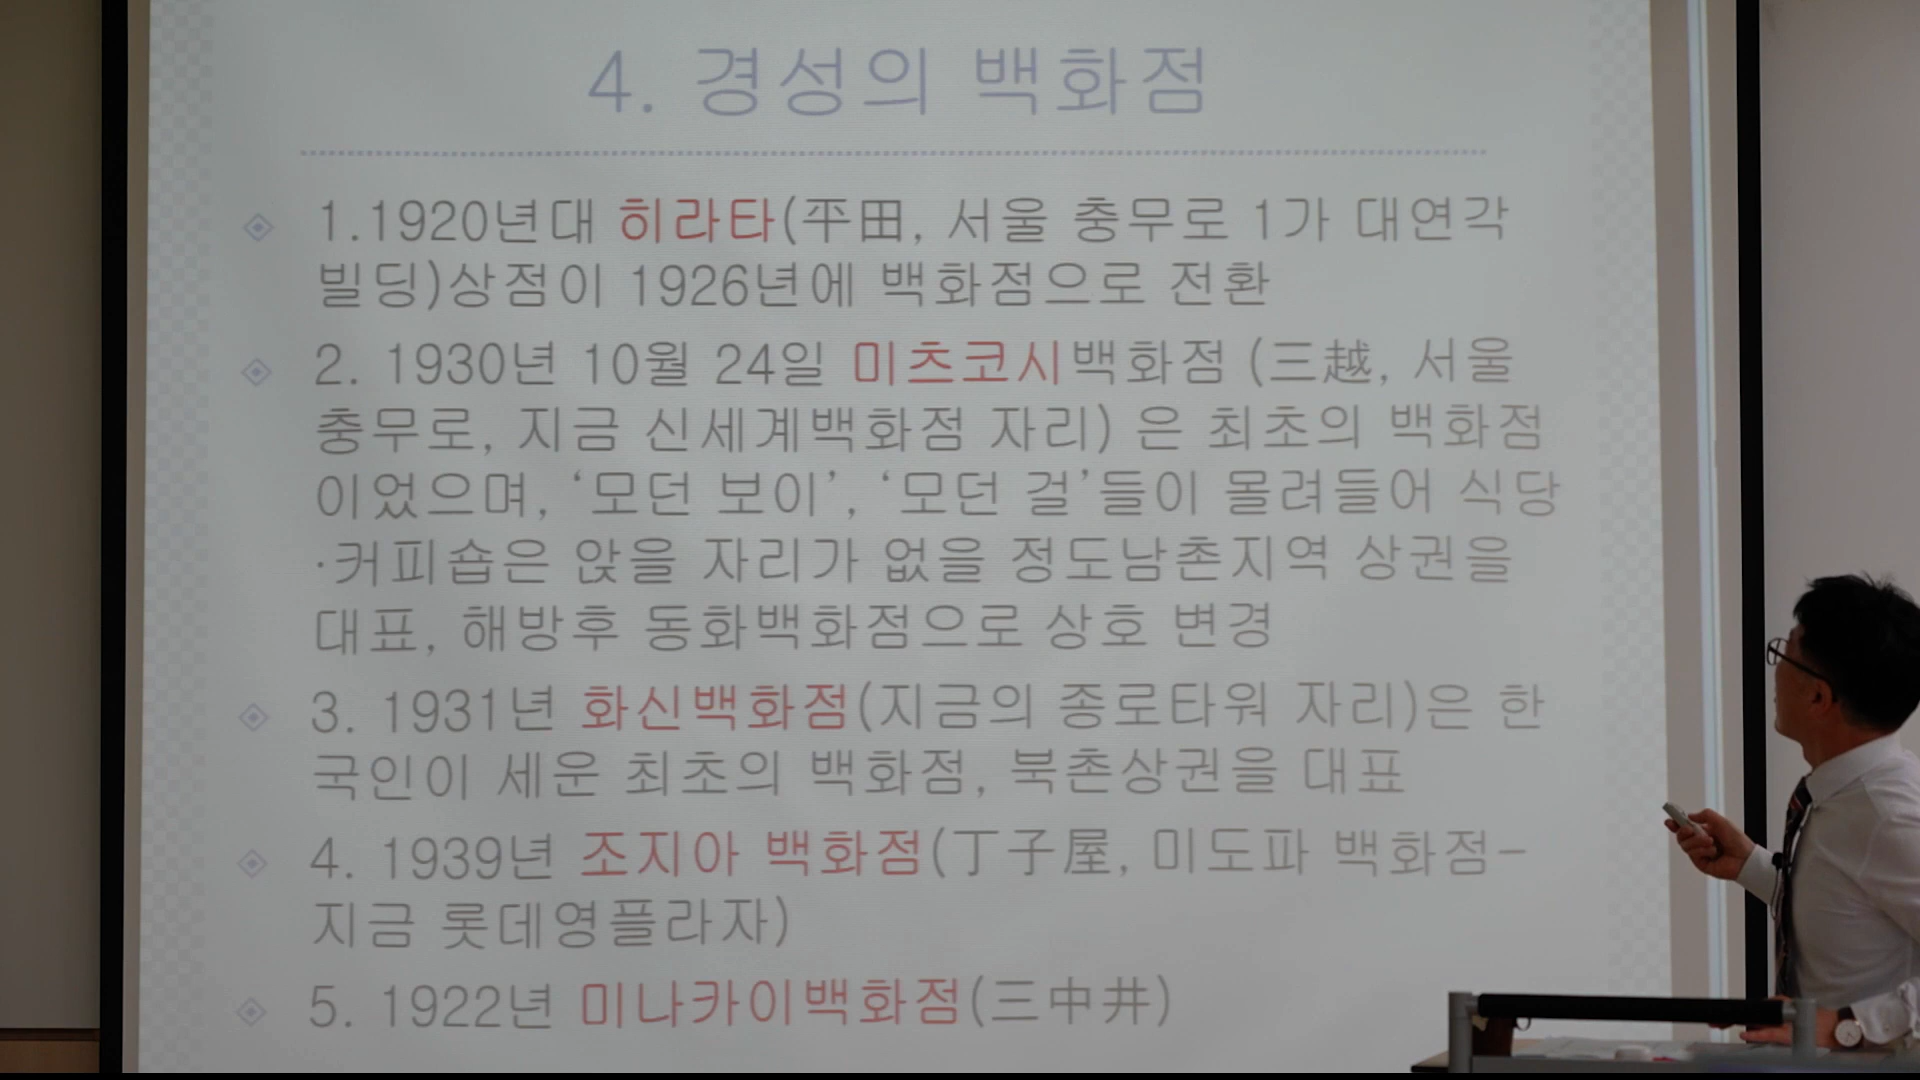 4. 경성의 백화점
1.1920년대 히라타(平田, 서울 충무로 1가 대연각
빌딩)상점이 1926년에 백화점으로 전환
2. 1930년 10월 24일 미츠코시백화점 (三越, 서울
충무로, 지금 신세계백화점 자리) 은 최초의 백화점
이었으며, ‘모던 보이’, ‘모던 걸’들이 몰려들어 식당
·커피숍은 앉을 자리가 없을 정도남촌지역 상권을
대표, 해방후 동화백화점으로 상호 변경
3. 1931년 화신백화점(지금의 종로타워 자리)은 한
국인이 세운 최초의 백화점, 북촌상권을 대표
4. 1939년 조지아 백화점(丁子屋, 미도파 백화점-
지금 롯데영플라자)
5. 1922년 미나카이백화점(三中井)